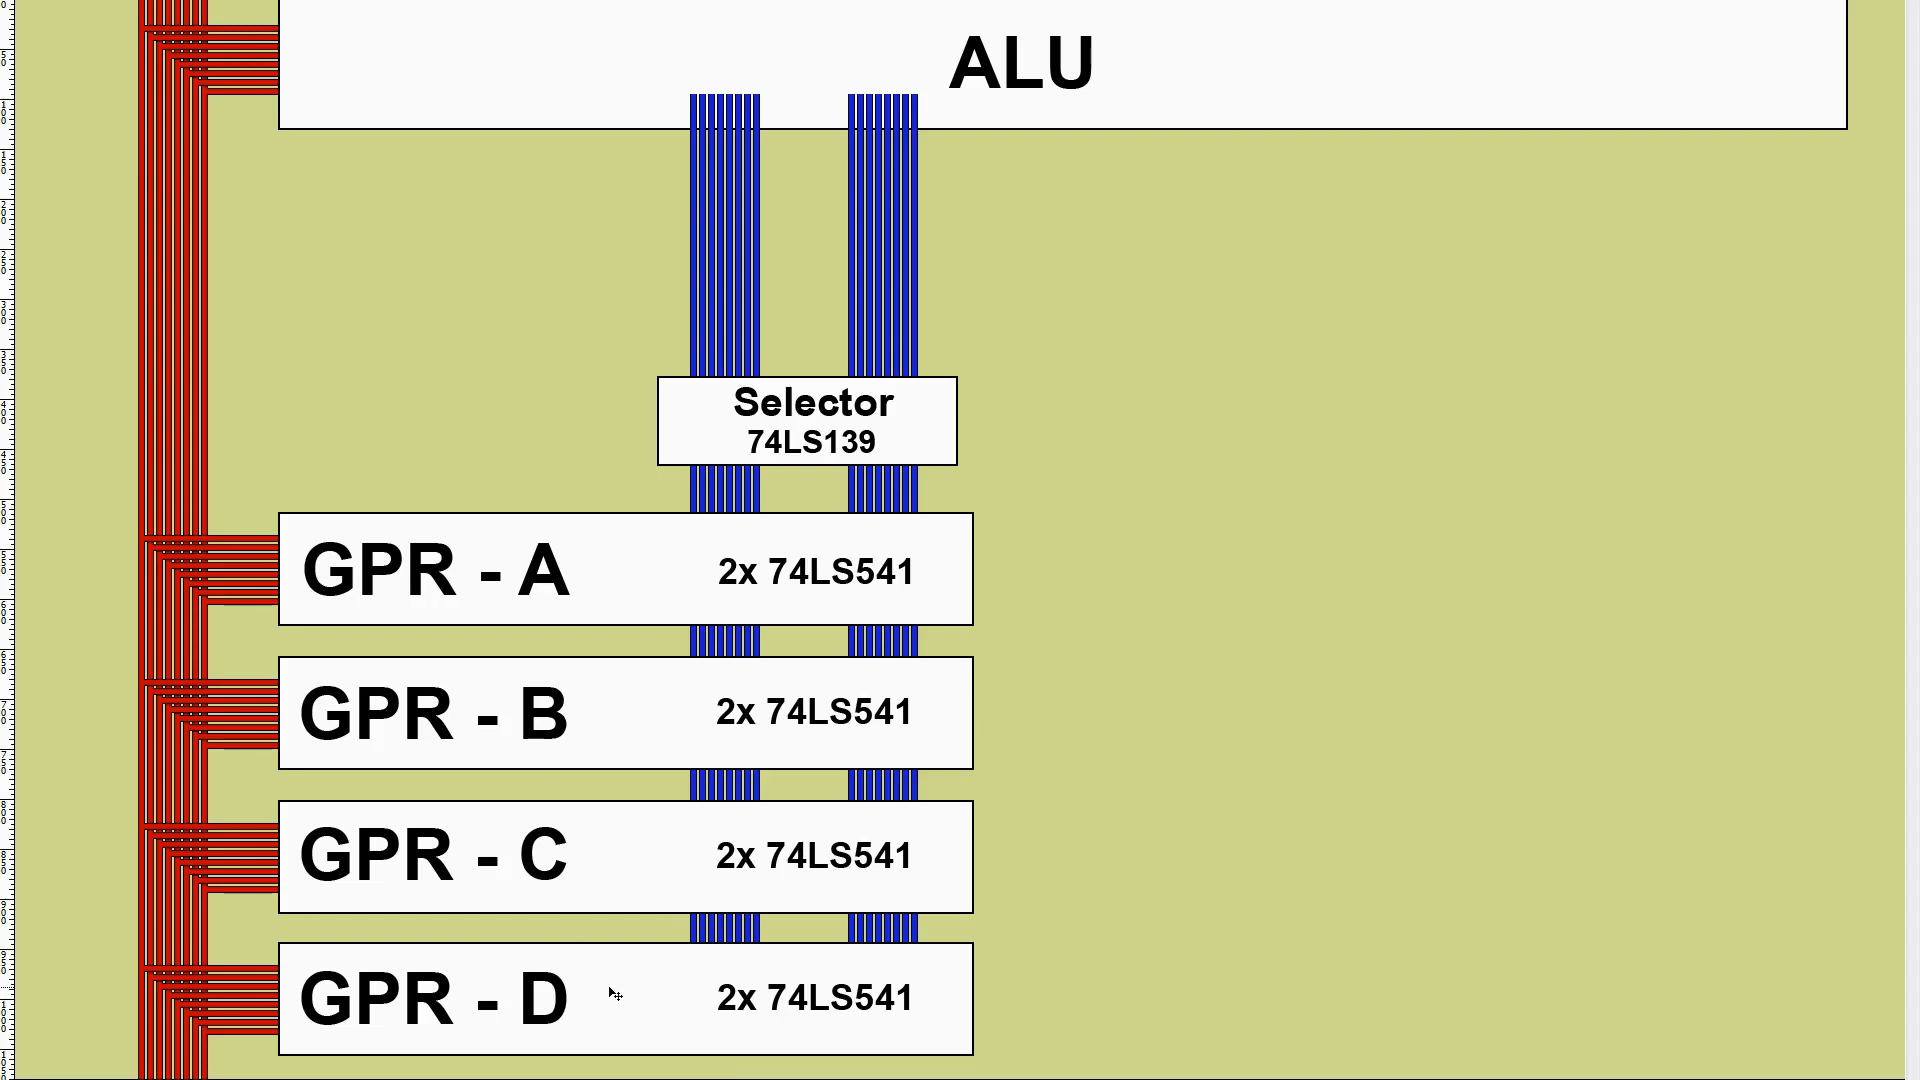 ALU
Selector
74LS139
GPR - A 2x 74LS541
GPR - B 2x 74LS541
GPR - C 2x 74LS541
GPR - D 2x 74LS541